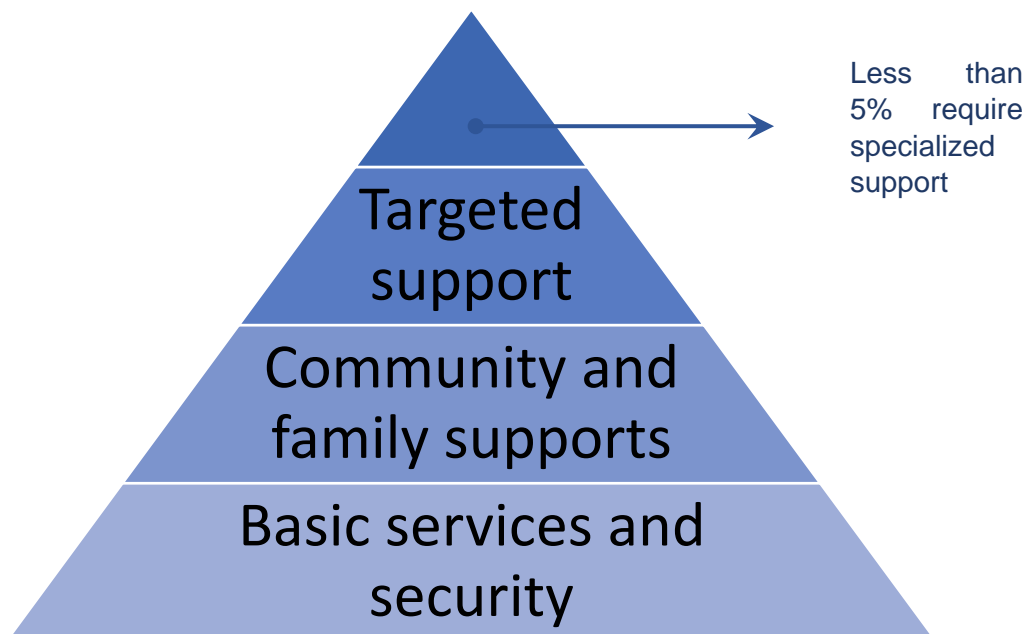 Less than
5% require
specialized
support
Targeted
support
Community and
family supports
Basic services and
security